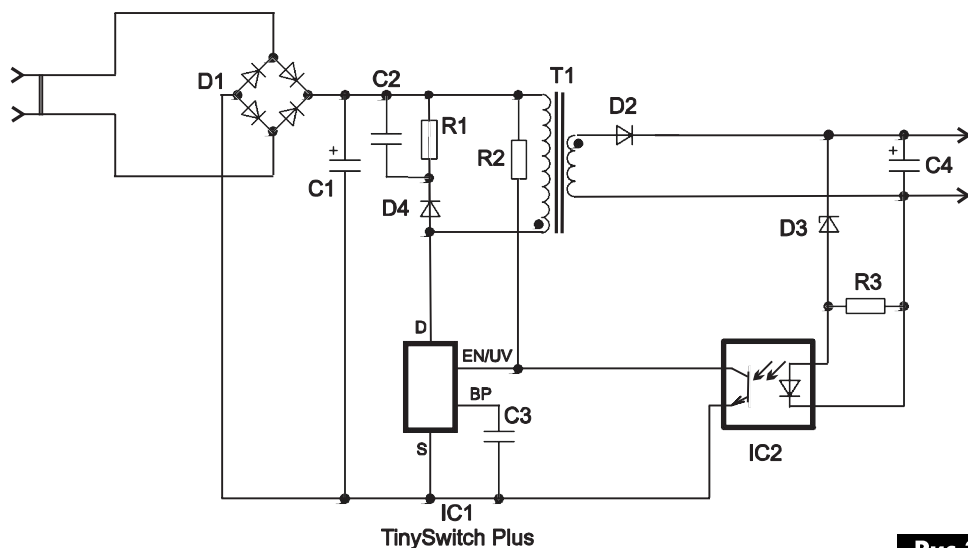 T1
C2
D1
D2
R1
R2
+
C1
+
C4
D4
D3
R3
D
EN/UV
BP
C3
S
IC2
IC1
TinySwitch Plus